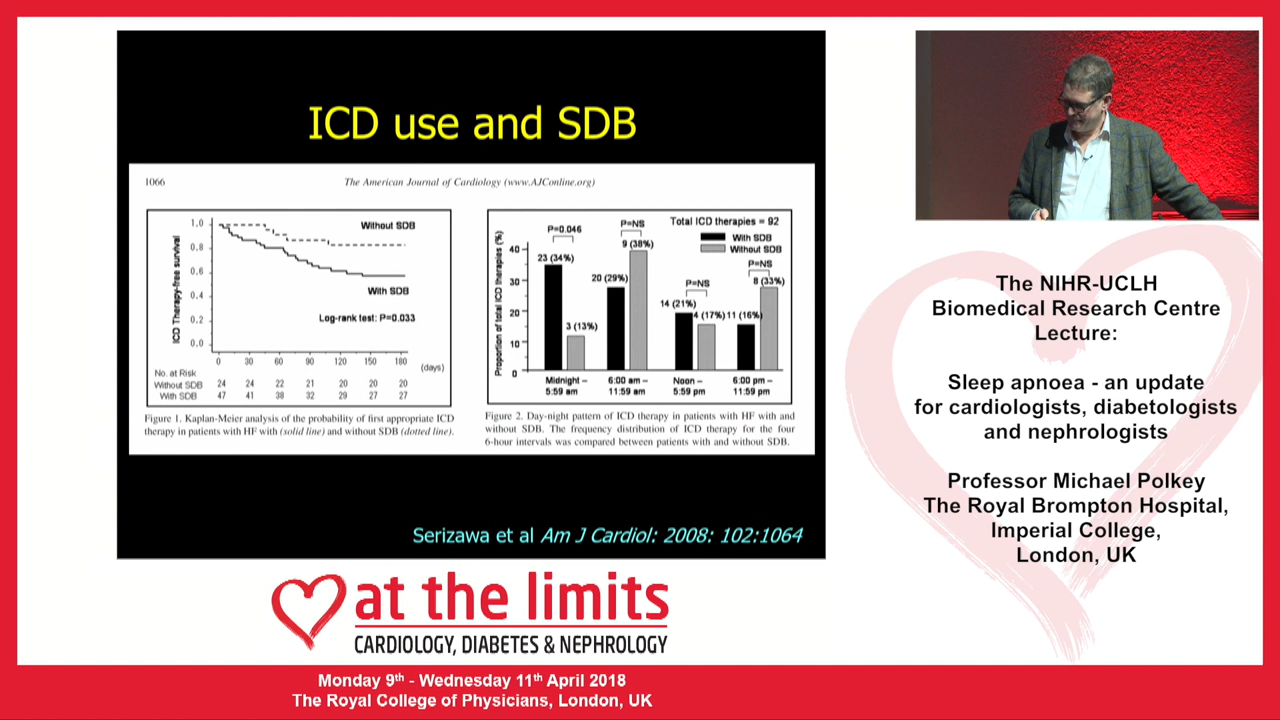 ICD use and SDB
1066
The American Journal of Cardiology (www.AJConline.org)
ICD Therapy-free survival
1.0
0.8
0.6
0.4
0.2
0.0
Without SDB
With SDB
Log-rank test: P=0.033
0 30 60 90 120 150 180 (days)
No. at Risk
Without SDB 24 24 22 21 20 20 20
With SDB 47 41 38 32 29 27 27
Figure 1. Kaplan-Meier analysis of the probability of first appropriate ICD
therapy in patients with HF with (solid line) and without SDB (dotted line).
Proportion of total ICD therapies (%)
40
30
20
10
0
Total ICD therapies = 92
With SDB
Without SDB
P=0.046
23 (34%)
3 (13%)
P=NS
20 (29%)
9 (38%)
P=NS
14 (21%)
4 (17%)
P=NS
11 (16%)
8 (33%)
Midnight –
5:59 am
6:00 am –
11:59 am
Noon –
5:59 pm
6:00 pm –
11:59 pm
Figure 2. Day-night pattern of ICD therapy in patients with HF with and
without SDB. The frequency distribution of ICD therapy for the four
6-hour intervals was compared between patients with and without SDB.
Serizawa et al Am J Cardiol: 2008: 102:1064
at the limits
CARDIOLOGY, DIABETES & NEPHROLOGY
Monday 9th - Wednesday 11th April 2018
The Royal College of Physicians, London, UK
The NIHR-UCLH
Biomedical Research Centre
Lecture:
Sleep apnoea - an update
for cardiologists, diabetologists
and nephrologists
Professor Michael Polkey
The Royal Brompton Hospital,
Imperial College,
London, UK